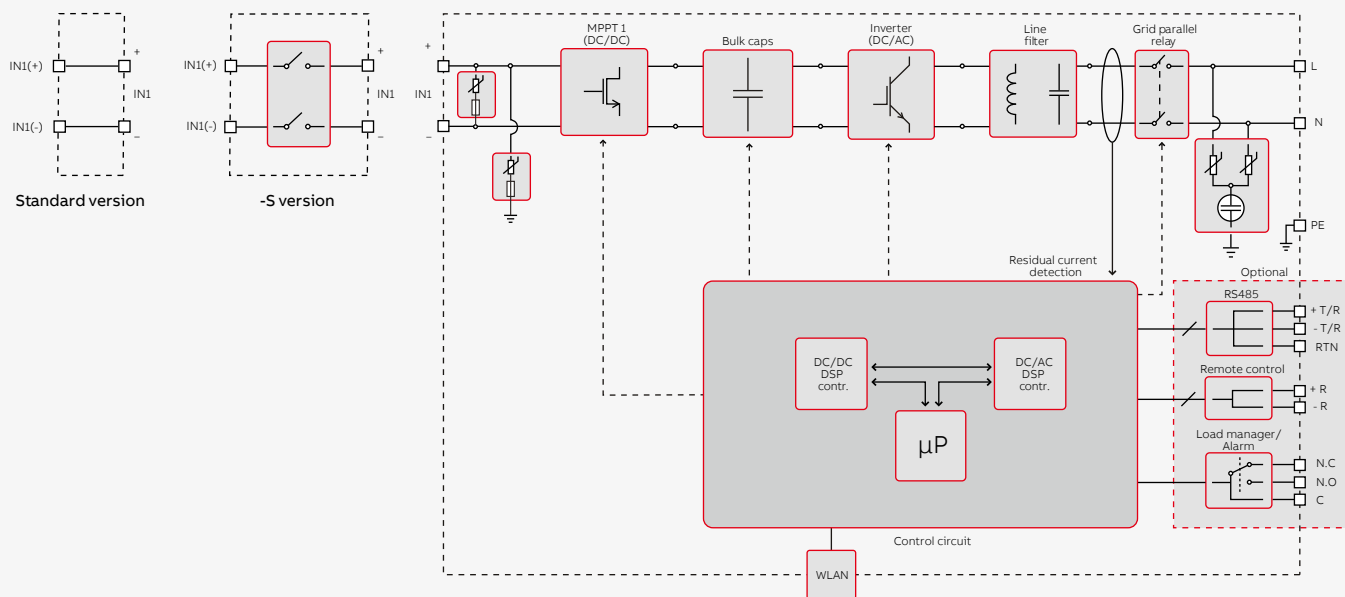 IN1(+)
IN1(-)
+
IN1
−
Standard version
IN1(+)
IN1(-)
+
IN1
−
-S version
+
IN1
−
MPPT 1
(DC/DC)
Bulk caps
Inverter
(DC/AC)
Line
filter
Grid parallel
relay
L
N
PE
Residual current
detection
Optional
RS485
+ T/R
- T/R
RTN
Remote control
+ R
- R
Load manager/
Alarm
N.C
N.O
C
DC/DC
DSP
contr.
DC/AC
DSP
contr.
µP
Control circuit
WLAN